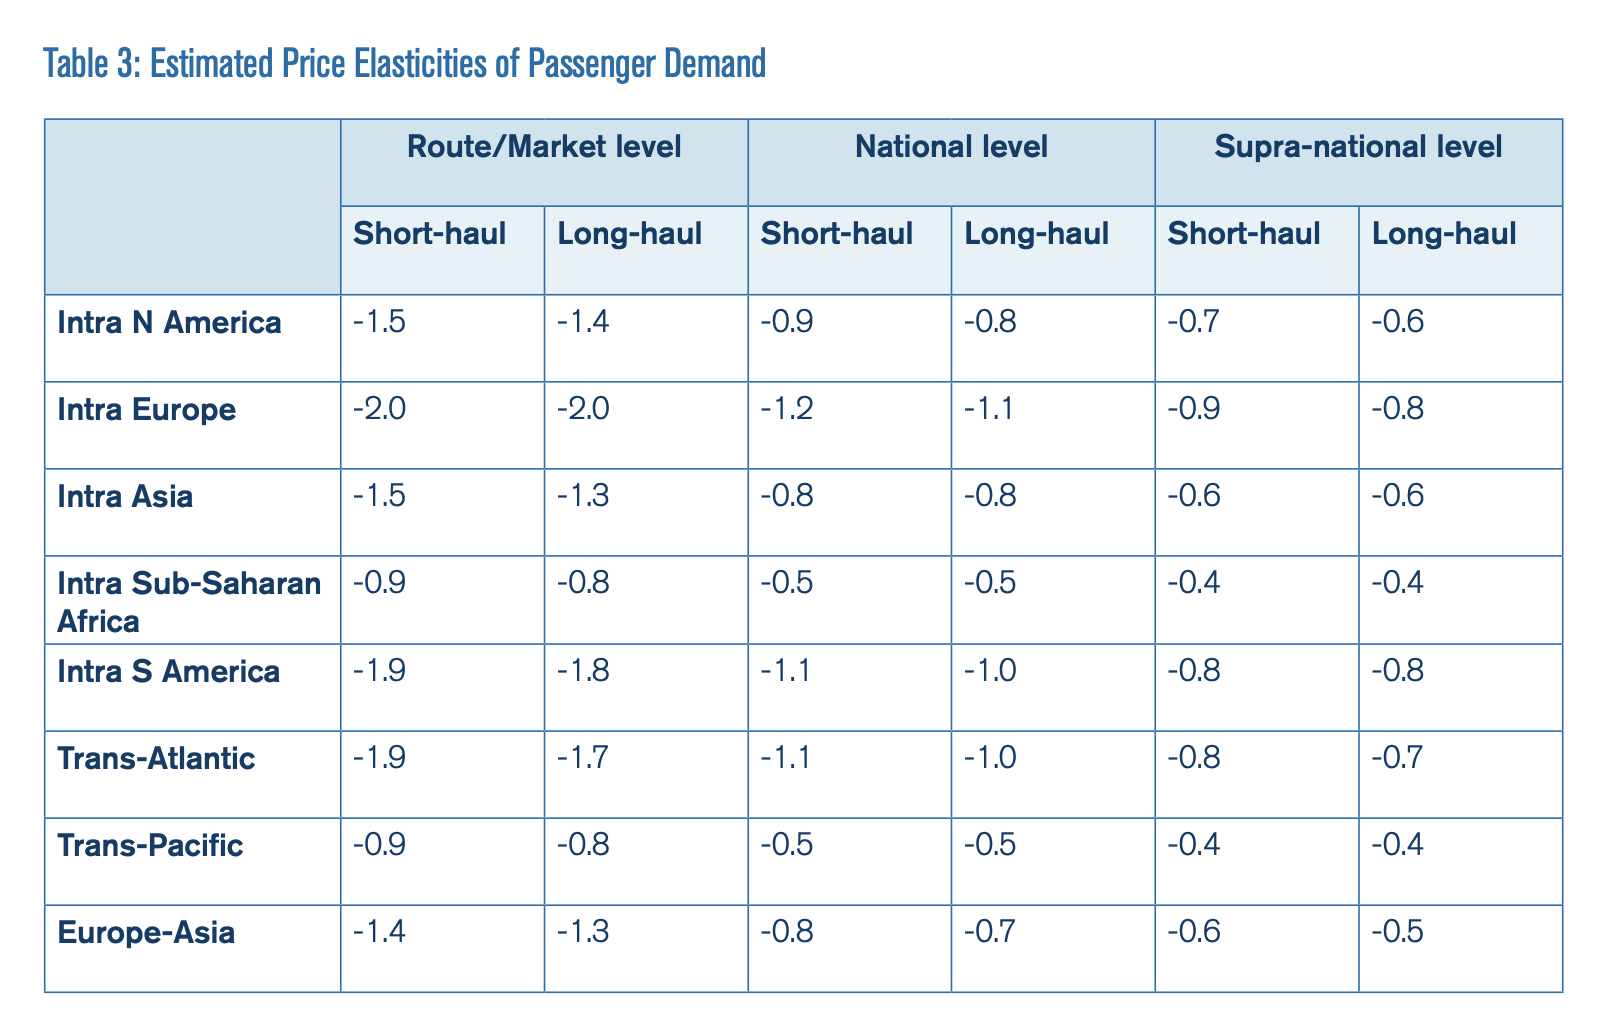 Table 3: Estimated Price Elasticities of Passenger Demand
Route/Market level National level Supra-national level
Short-haul Long-haul Short-haul Long-haul Short-haul Long-haul
Intra N America -1.5 -1.4 -0.9 -0.8 -0.7 -0.6
Intra Europe -2.0 -2.0 -1.2 -1.1 -0.9 -0.8
Intra Asia -1.5 -1.3 -0.8 -0.8 -0.6 -0.6
Intra Sub-Saharan -0.9 -0.8 -0.5 -0.5 -0.4 -0.4
Africa
Intra S America -1.9 -1.8 -1.1 -1.0 -0.8 -0.8
Trans-Atlantic -1.9 -1.7 -1.1 -1.0 -0.8 -0.7
Trans-Pacific -0.9 -0.8 -0.5 -0.5 -0.4 -0.4
Europe-Asia -1.4 -1.3 -0.8 -0.7 -0.6 -0.5